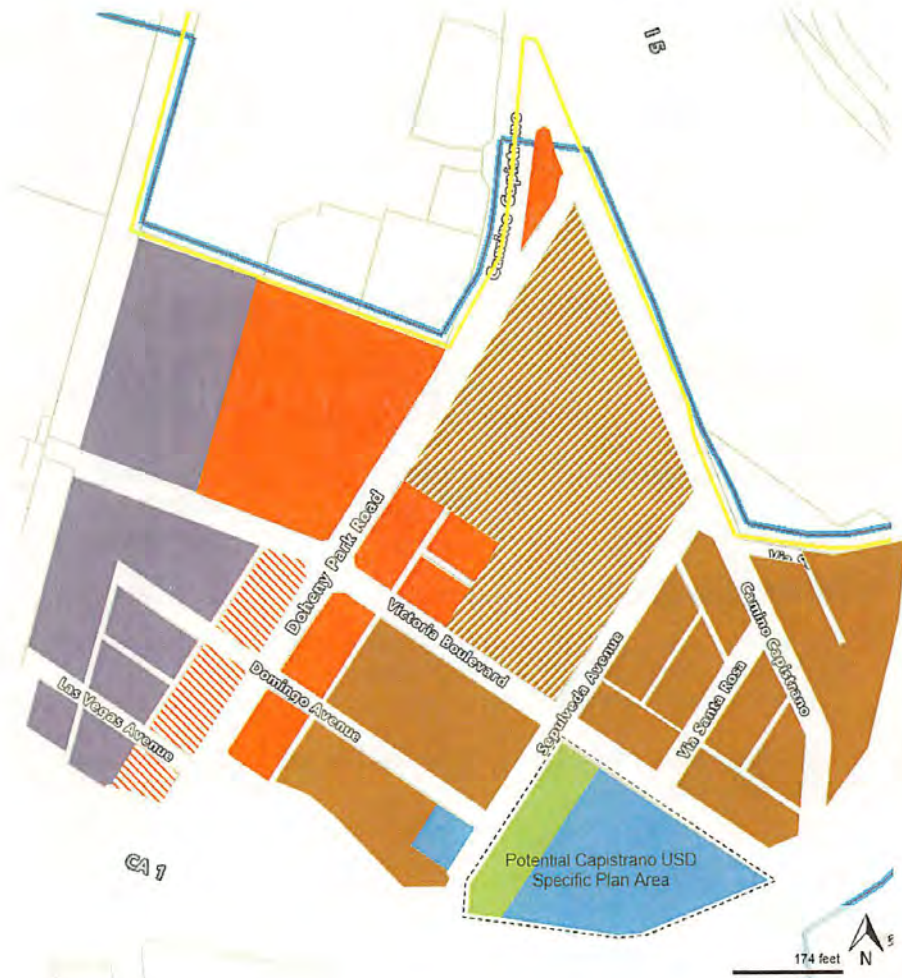 I 5
Camino Capistrano
Doheny Park Road
Victoria Boulevard
Domingo Avenue
Las Vegas Avenue
Sepulveda Avenue
Via Santa Rosa
Camino Capistrano
Via
CA 1
Potential Capistrano USD
Specific Plan Area
174 feet
N